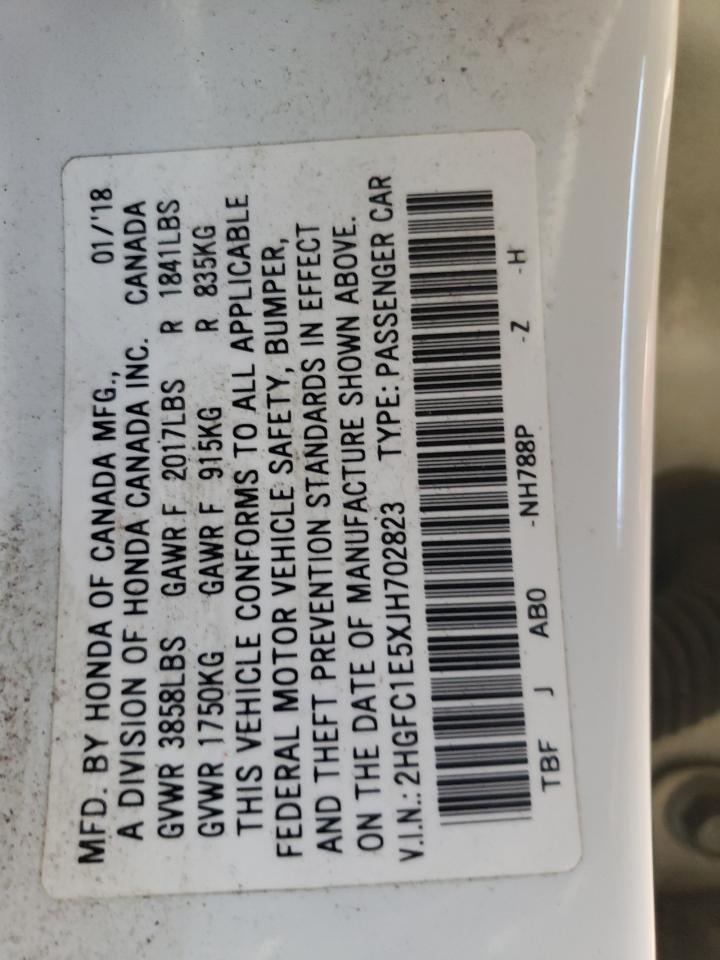 MFD. BY HONDA OF CANADA MFG., 01/'18
A DIVISION OF HONDA CANADA INC. CANADA
GVWR 3858LBS GAWR F 2017LBS R 1841LBS
GVWR 1750KG GAWR F 915KG R 835KG
THIS VEHICLE CONFORMS TO ALL APPLICABLE
FEDERAL MOTOR VEHICLE SAFETY, BUMPER,
AND THEFT PREVENTION STANDARDS IN EFFECT
ON THE DATE OF MANUFACTURE SHOWN ABOVE.
V.I.N.: 2HGFC1E5XJH702823 TYPE: PASSENGER CAR
TBF J AB0 -NH788P -Z -H